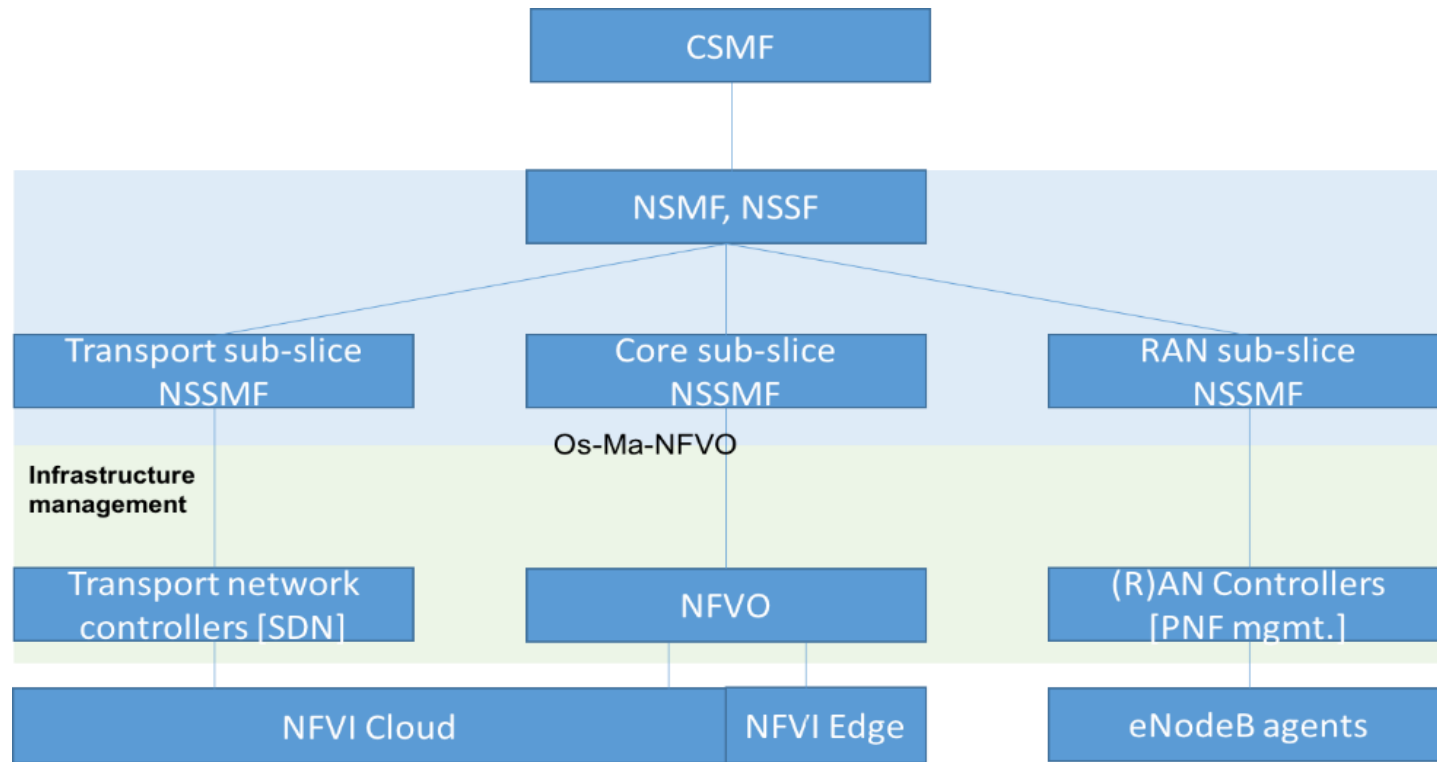 CSMF
NSMF, NSSF
Transport sub-slice
NSSMF
Core sub-slice
NSSMF
RAN sub-slice
NSSMF
Os-Ma-NFVO
Infrastructure
management
Transport network
controllers [SDN]
NFVO
(R)AN Controllers
[PNF mgmt.]
NFVI Cloud
NFVI Edge
eNodeB agents